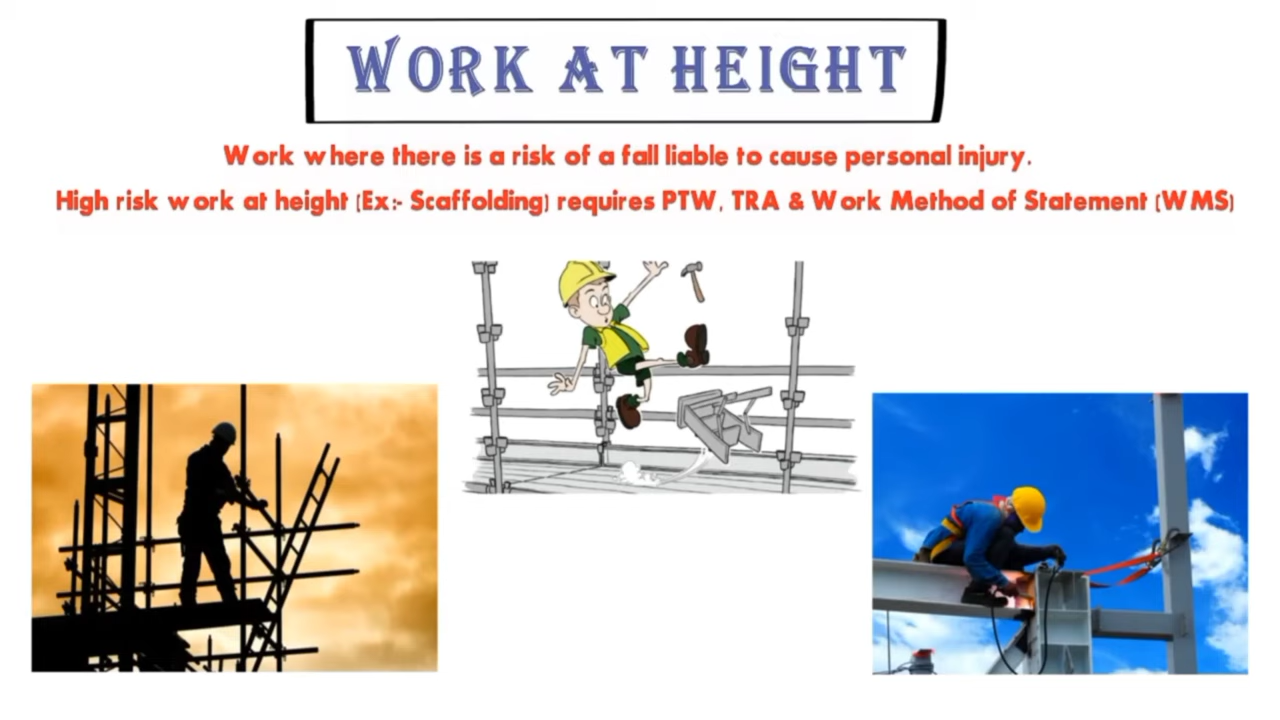 WORK AT HEIGHT
Work where there is a risk of a fall liable to cause personal injury.
High risk work at height (Ex:- Scaffolding) requires PTW, TRA & Work Method of Statement (WMS)